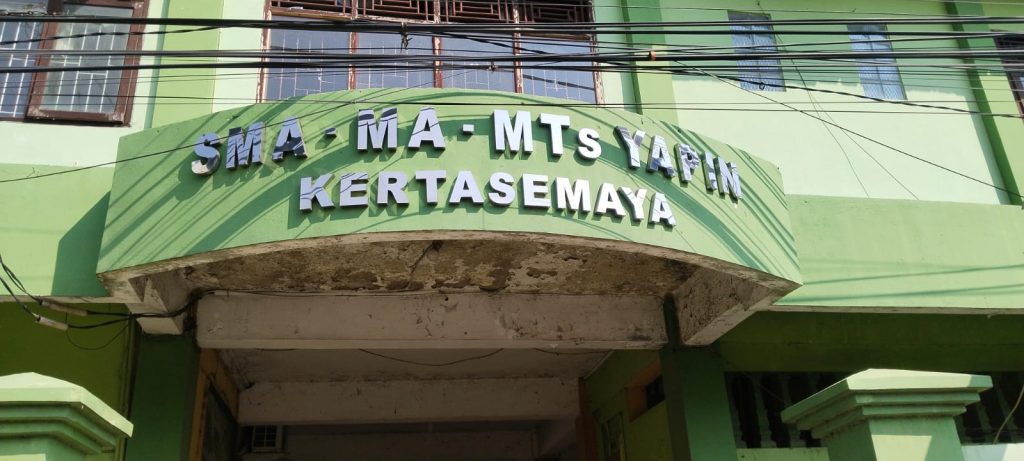 SMA - MA - MTs YAPIN
KERTASEMAYA